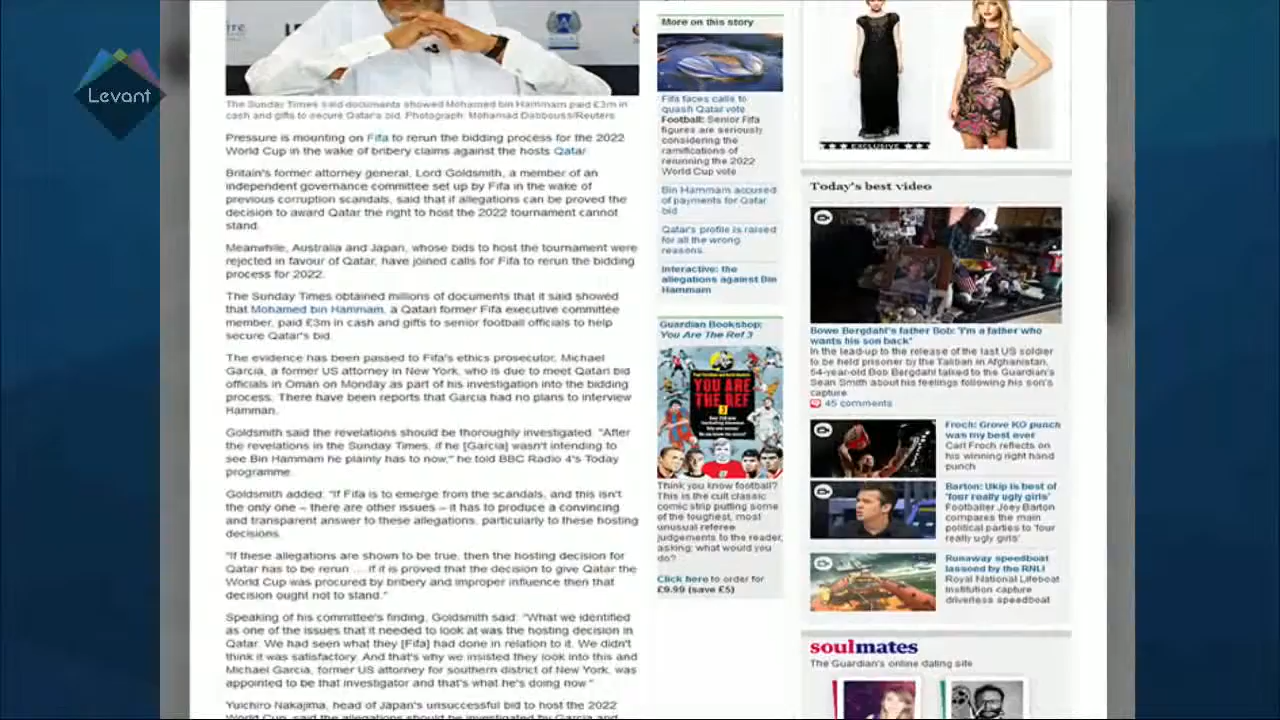 Levant
The Sunday Times said documents showed Mohamed bin Hammam paid £3m in
cash and gifts to secure Qatar's bid. Photograph: Mohamad Dabbouss/Reuters
Pressure is mounting on Fifa to rerun the bidding process for the 2022
World Cup in the wake of bribery claims against the hosts Qatar
Britain's former attorney general, Lord Goldsmith, a member of an
independent governance committee set up by Fifa in the wake of
previous corruption scandals, said that if allegations can be proved the
decision to award Qatar the right to host the 2022 tournament cannot
stand.
Meanwhile, Australia and Japan, whose bids to host the tournament were
rejected in favour of Qatar, have joined calls for Fifa to rerun the bidding
process for 2022.
The Sunday Times obtained millions of documents that it said showed
that Mohamed bin Hammam, a Qatari former Fifa executive committee
member, paid £3m in cash and gifts to senior football officials to help
secure Qatar's bid.
The evidence has been passed to Fifa's ethics prosecutor, Michael
Garcia, a former US attorney in New York, who is due to meet Qatari bid
officials in Oman on Monday as part of his investigation into the bidding
process. There have been reports that Garcia had no plans to interview
Hamman.
Goldsmith said the revelations should be thoroughly investigated. "After
the revelations in the Sunday Times, if he [Garcia] wasn't intending to
see Bin Hammam he plainly has to now," he told BBC Radio 4's Today
programme.
Goldsmith added: "If Fifa is to emerge from the scandals, and this isn't
the only one – there are other issues – it has to produce a convincing
and transparent answer to these allegations, particularly to these hosting
decisions.
"If these allegations are shown to be true, then the hosting decision for
Qatar has to be rerun … If it is proved that the decision to give Qatar the
World Cup was procured by bribery and improper influence then that
decision ought not to stand."
Speaking of his committee's finding, Goldsmith said: "What we identified
as one of the issues that it needed to look at was the hosting decision in
Qatar. We had seen what they [Fifa] had done in relation to it. We didn't
think it was satisfactory. And that's why we insisted they look into this and
Michael Garcia, former US attorney for southern district of New York, was
appointed to be that investigator and that's what he's doing now."
Yuichiro Nakajima, head of Japan's unsuccessful bid to host the 2022
World Cup, said the allegations should be investigated by Garcia and
More on this story
Fifa faces calls to
quash Qatar vote
Football: Senior Fifa
figures are seriously
considering the
ramifications of
rerunning the 2022
World Cup vote
Bin Hammam accused
of payments for Qatar
bid
Qatar's profile is raised
for all the wrong
reasons
Interactive: the
allegations against Bin
Hammam
Guardian Bookshop:
You Are The Ref 3
YOU ARE
THE REF
3
Think you know football?
This is the cult classic
comic strip putting some
of the toughest, most
unusual referee
judgements to the reader,
asking: what would you
do?
Click here to order for
£9.99 (save £5)
EXCLUSIVE
Today's best video
Bowe Bergdahl's father Bob: 'I'm a father who
wants his son back'
In the lead-up to the release of the last US soldier
to be held prisoner by the Taliban in Afghanistan,
54-year-old Bob Bergdahl talked to the Guardian's
Sean Smith about his feelings following his son's
capture
45 comments
Froch: Grove KO punch
was my best ever
Carl Froch reflects on
his winning right hand
punch
Barton: Ukip is best of
'four really ugly girls'
Footballer Joey Barton
compares the main
political parties to 'four
really ugly girls'
Runaway speedboat
lassoed by the RNLI
Royal National Lifeboat
Institution capture
driverless speedboat
soulmates
The Guardian's online dating site